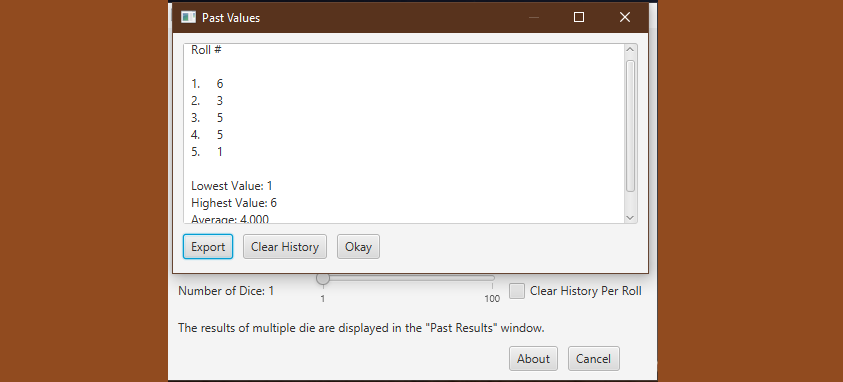 Past Values
Roll #
1. 6
2. 3
3. 5
4. 5
5. 1
Lowest Value: 1
Highest Value: 6
Average: 4.000
Export Clear History Okay
Number of Dice: 1
1 100
Clear History Per Roll
The results of multiple die are displayed in the "Past Results" window.
About Cancel